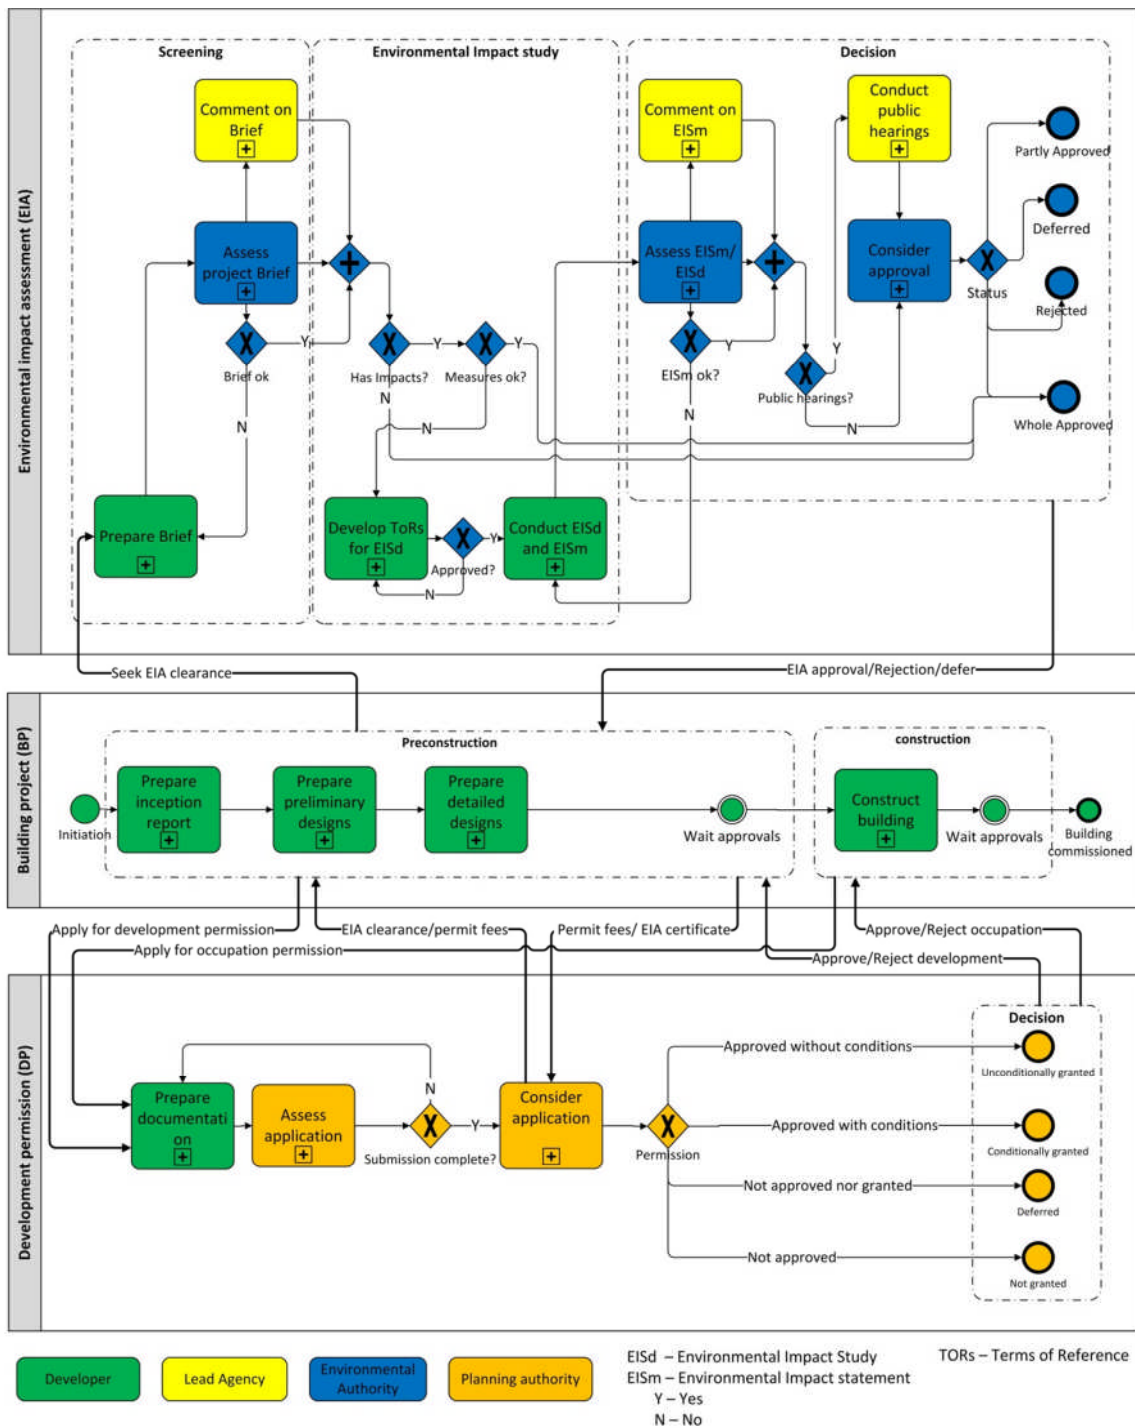 Environmental impact assessment (EIA)
Screening
Environmental Impact study
Decision
Comment on
Brief
Comment on
EISm
Conduct
public
hearings
Partly Approved
Assess
project Brief
Assess EISm/
EISd
Consider
approval
Deferred
Status
Rejected
Brief ok
Y
Has Impacts?
Y
Measures ok?
Y
EISm ok?
Y
Public hearings?
Y
Whole Approved
N
N
N
N
N
Prepare Brief
Develop ToRs
for EISd
Approved?
Y
N
Conduct EISd
and EISm
Seek EIA clearance
EIA approval/Rejection/defer
Building project (BP)
Preconstruction
construction
Initiation
Prepare
inception
report
Prepare
preliminary
designs
Prepare
detailed
designs
Wait approvals
Construct
building
Wait approvals
Building
commissioned
Apply for development permission
EIA clearance/permit fees
Permit fees/ EIA certificate
Approve/Reject occupation
Apply for occupation permission
Approve/Reject development
Development permission (DP)
Decision
Approved without conditions
Unconditionally granted
N
Prepare
documentati
on
Assess
application
Submission complete?
Y
Consider
application
Permission
Approved with conditions
Conditionally granted
Not approved nor granted
Deferred
Not approved
Not granted
Developer
Lead Agency
Environmental
Authority
Planning authority
EISd – Environmental Impact Study
EISm – Environmental Impact statement
Y – Yes
N – No
TORs – Terms of Reference